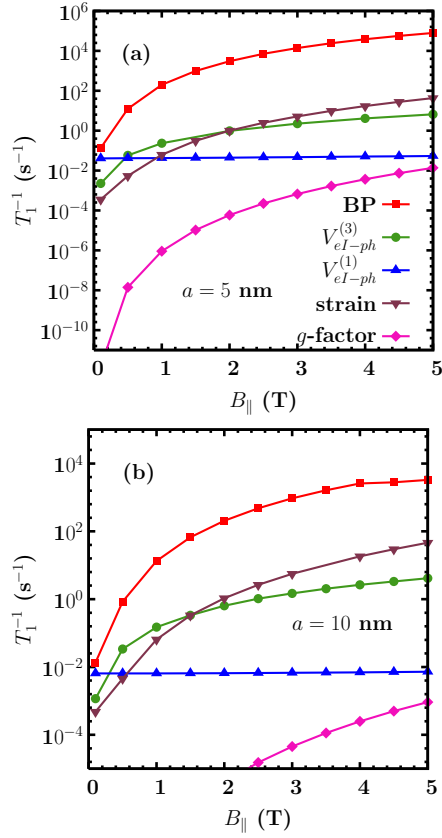 (a)
10^6
10^4
10^2
10^0
10^{-2}
10^{-4}
10^{-6}
10^{-8}
10^{-10}
T_1^{-1} (s^{-1})
BP
V_{eI-ph}^{(3)}
V_{eI-ph}^{(1)}
strain
g-factor
a = 5 nm
0 1 2 3 4 5
B_∥ (T)
(b)
10^4
10^2
10^0
10^{-2}
10^{-4}
T_1^{-1} (s^{-1})
a = 10 nm
0 1 2 3 4 5
B_∥ (T)